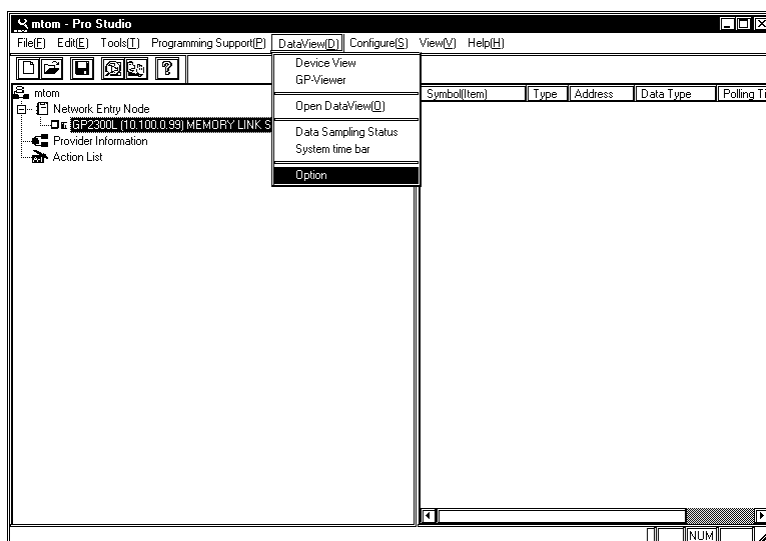 mtom - Pro Studio
File(F) Edit(E) Tools(T) Programming Support(P) DataView(D) Configure(S) View(V) Help(H)
Device View
GP-Viewer
Open DataView(O)
Data Sampling Status
System time bar
Option
mtom
Network Entry Node
GP2300L (10.100.0.99) MEMORY LINK S
Provider Information
Action List
Symbol(Item) Type Address Data Type Polling Ti
NUM